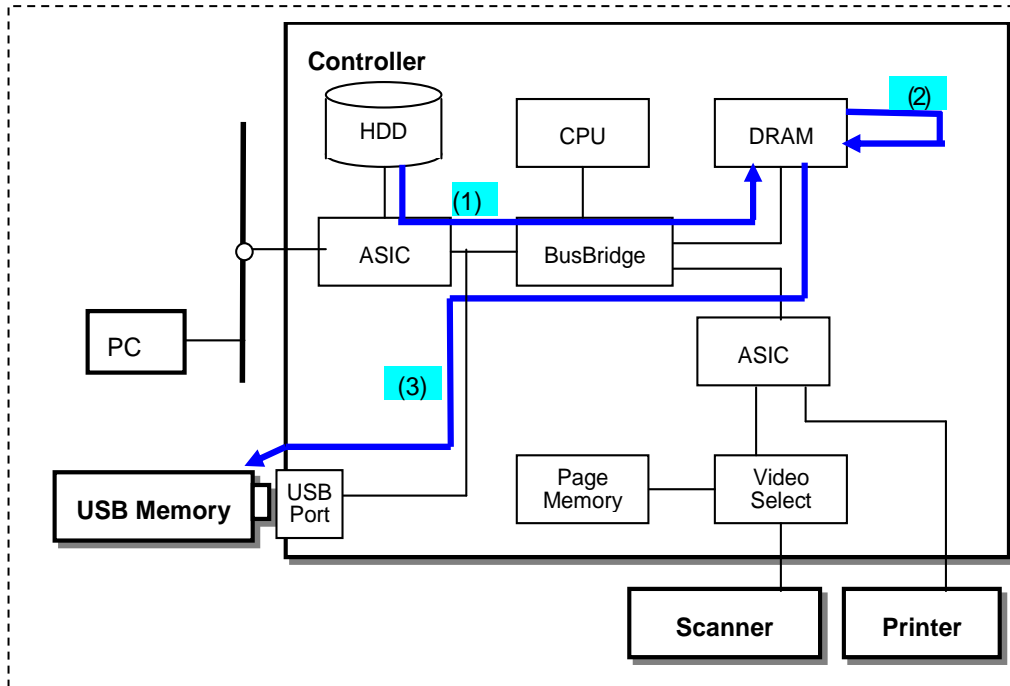 Controller
HDD
CPU
DRAM
(2)
(1)
ASIC
BusBridge
PC
ASIC
(3)
USB Memory
USB
Port
Page
Memory
Video
Select
Scanner
Printer